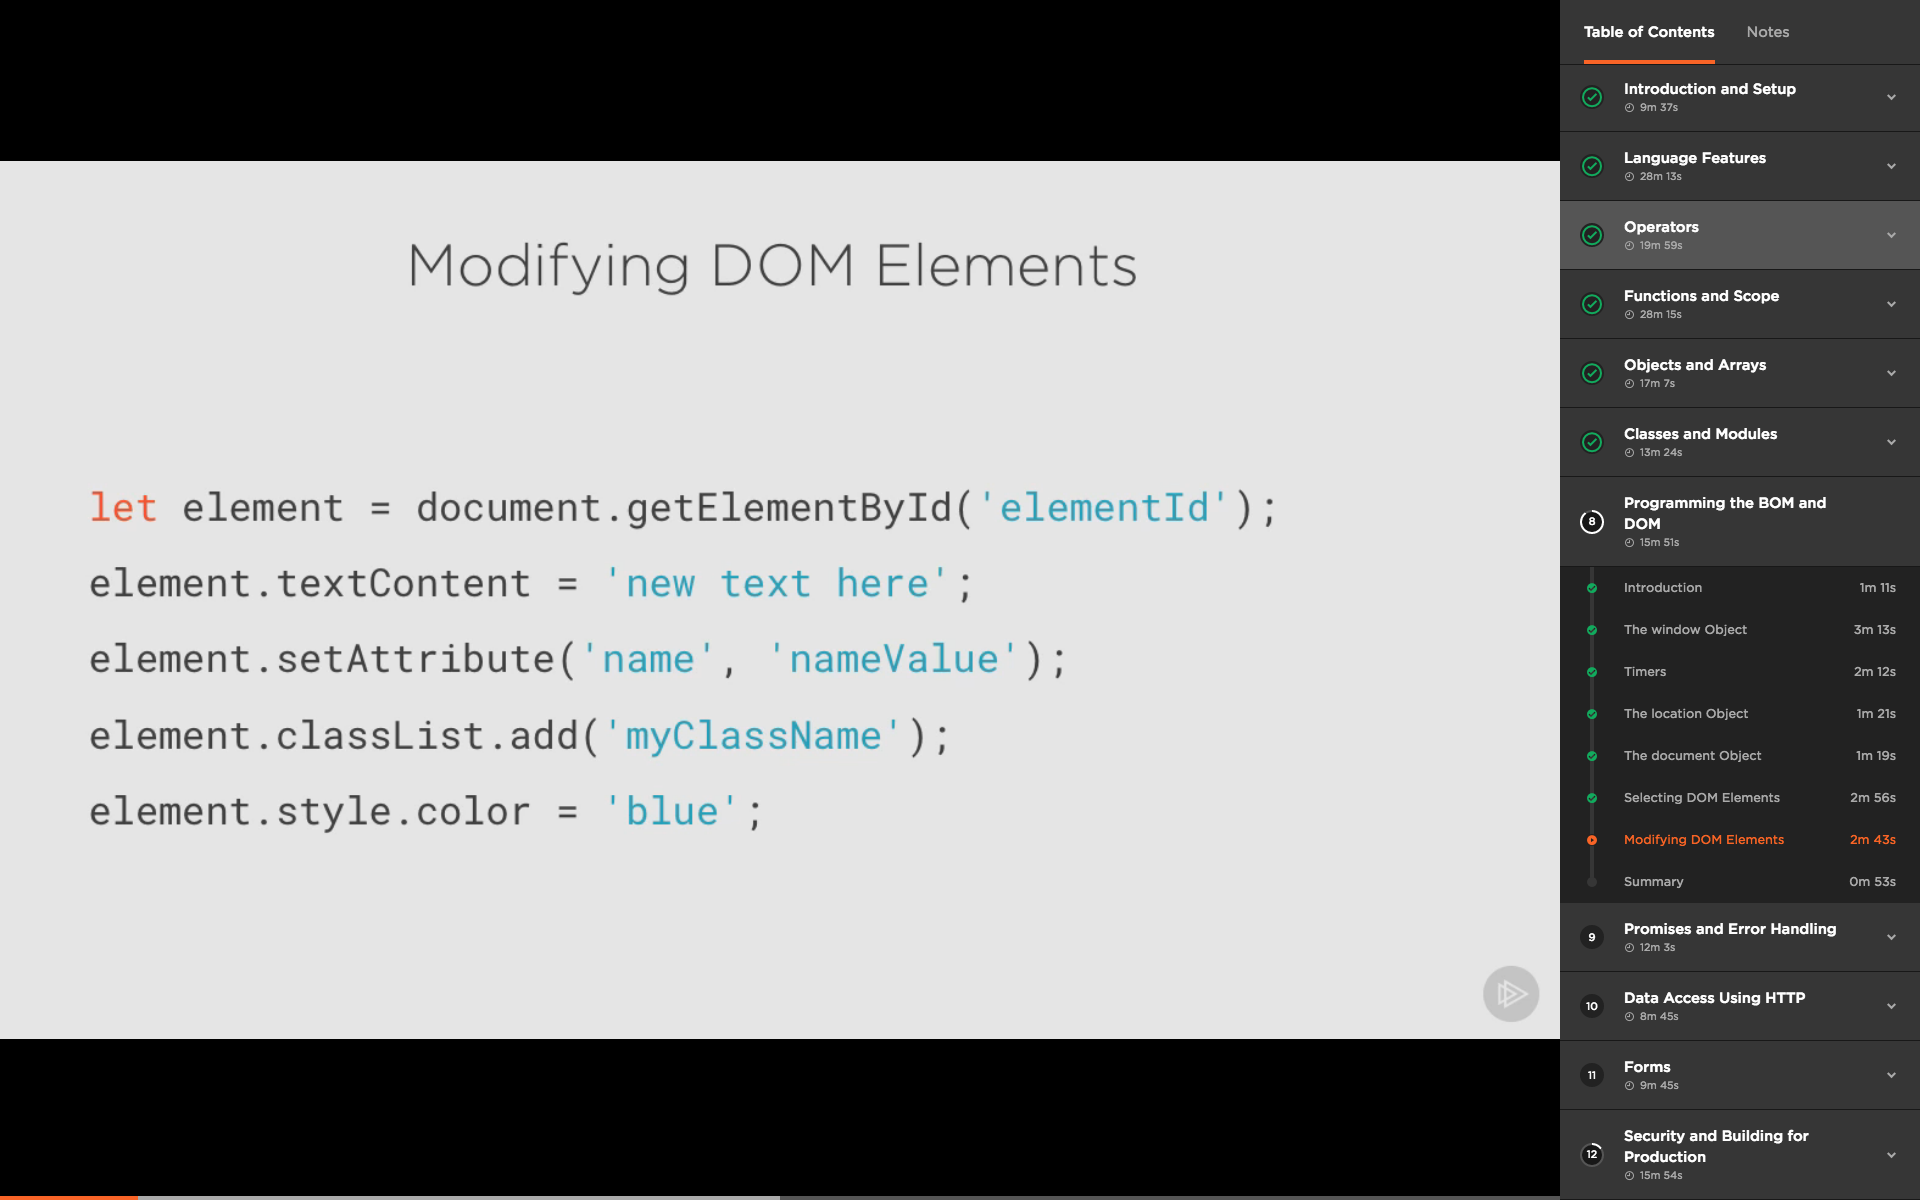 Modifying DOM Elements
let element = document.getElementById('elementId');
element.textContent = 'new text here';
element.setAttribute('name', 'nameValue');
element.classList.add('myClassName');
element.style.color = 'blue';
Table of Contents
Notes
Introduction and Setup
9m 37s
Language Features
28m 13s
Operators
19m 59s
Functions and Scope
28m 15s
Objects and Arrays
17m 7s
Classes and Modules
13m 24s
8
Programming the BOM and
DOM
15m 51s
Introduction 1m 11s
The window Object 3m 13s
Timers 2m 12s
The location Object 1m 21s
The document Object 1m 19s
Selecting DOM Elements 2m 56s
Modifying DOM Elements 2m 43s
Summary 0m 53s
9
Promises and Error Handling
12m 3s
10
Data Access Using HTTP
8m 45s
11
Forms
9m 45s
12
Security and Building for
Production
15m 54s